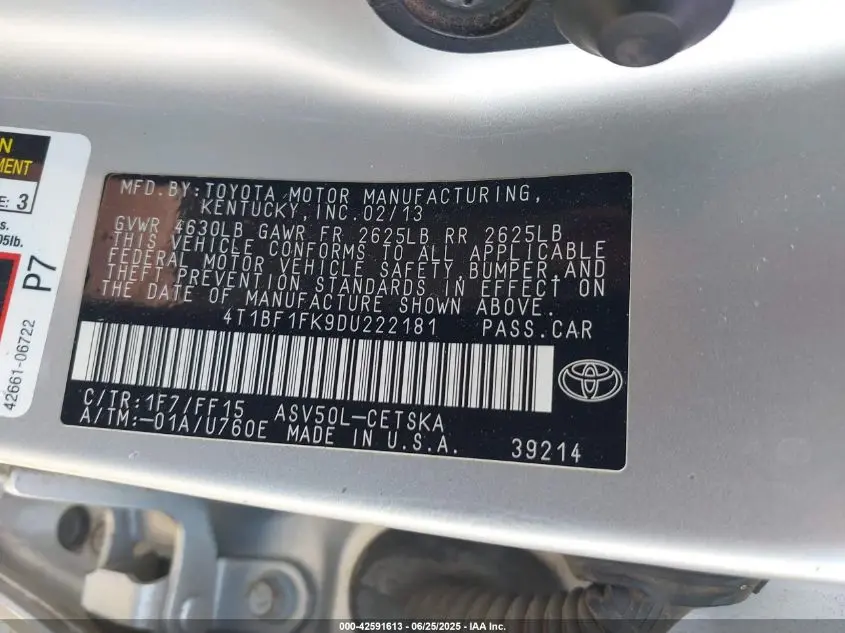 N
MENT
E: 3
s.
05lb.
P7
42661-06722
MFD.BY:TOYOTA MOTOR MANUFACTURING,
KENTUCKY,INC.02/13
GVWR 4630LB GAWR FR 2625LB RR 2625LB
THIS VEHICLE CONFORMS TO ALL APPLICABLE
FEDERAL MOTOR VEHICLE SAFETY,BUMPER,AND
THEFT PREVENTION STANDARDS IN EFFECT ON
THE DATE OF MANUFACTURE SHOWN ABOVE.
4T1BF1FK9DU222181 PASS.CAR
C/TR:1F7/FF15 ASV50L-CETSKA
A/TM:-01A/U760E MADE IN U.S.A. 39214
000-42591613 - 06/25/2025 - IAA Inc.